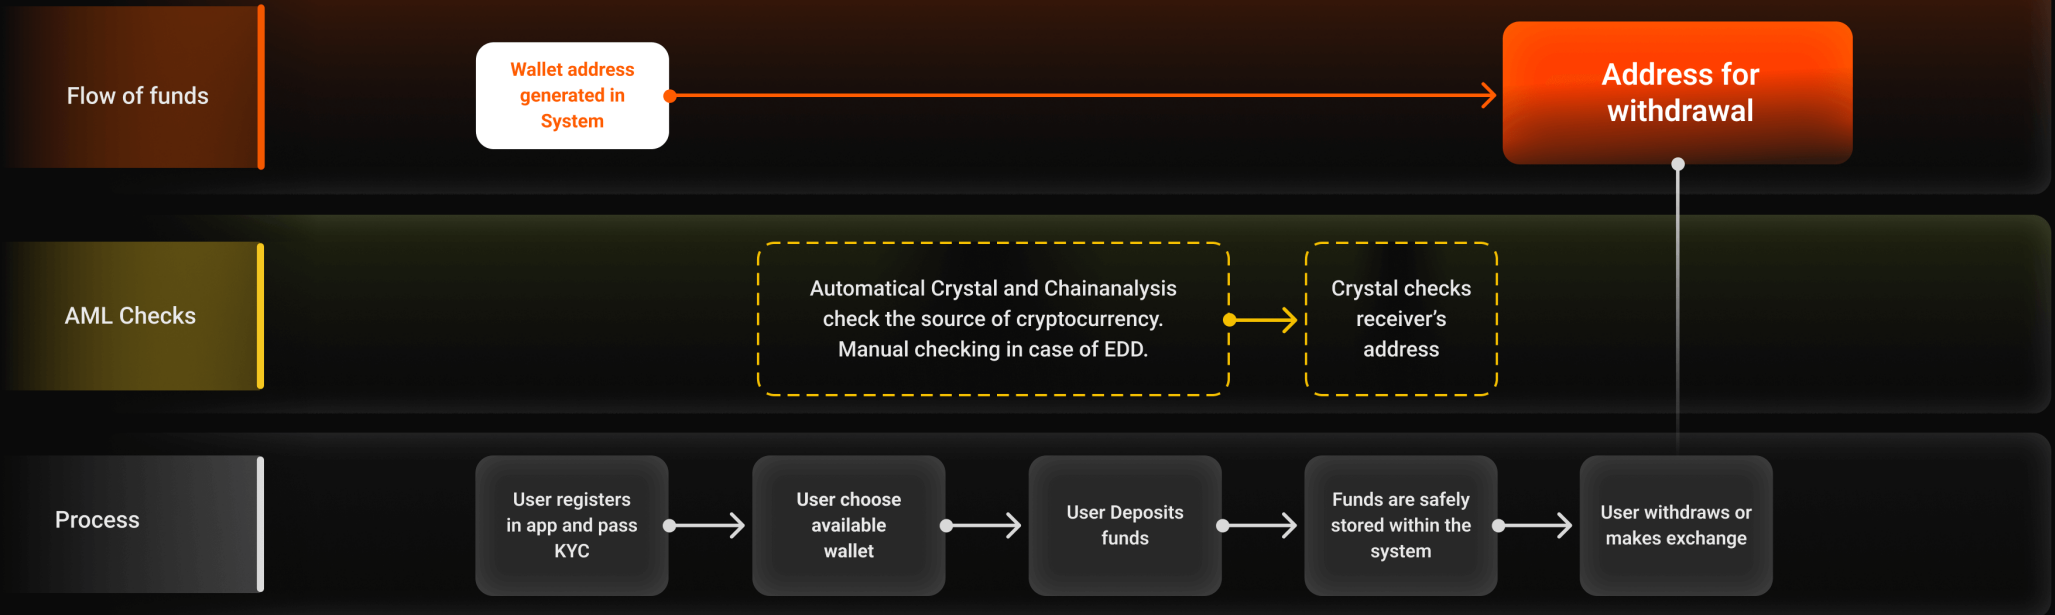 Flow of funds
Wallet address
generated in
System
Address for
withdrawal
AML Checks
Automatical Crystal and Chainanalysis
check the source of cryptocurrency.
Manual checking in case of EDD.
Crystal checks
receiver's
address
Process
User registers
in app and pass
KYC
User choose
available
wallet
User Deposits
funds
Funds are safely
stored within the
system
User withdraws or
makes exchange